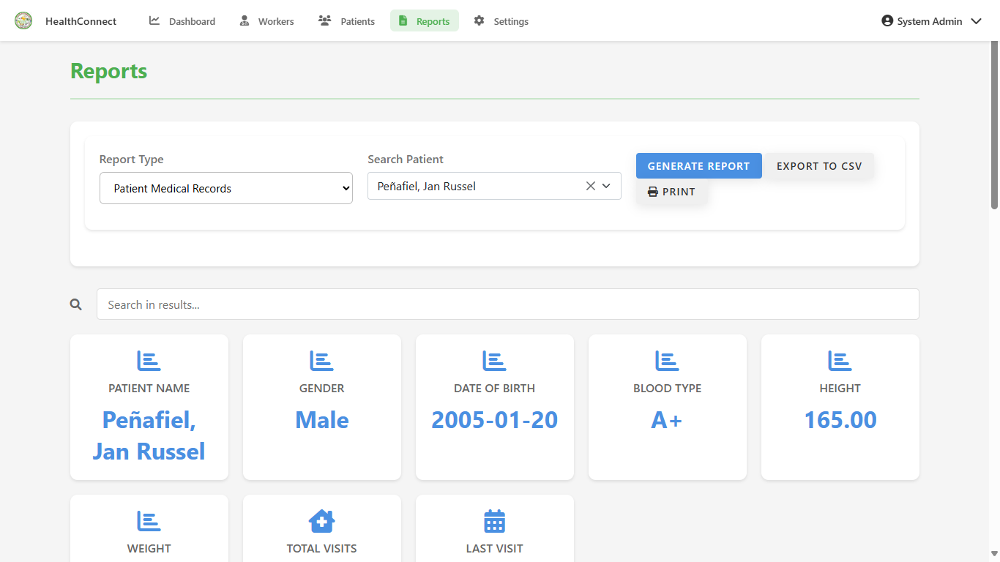 HealthConnect
Dashboard
Workers
Patients
Reports
Settings
System Admin
Reports
Report Type
Search Patient
Patient Medical Records
Peñafiel, Jan Russel
GENERATE REPORT
EXPORT TO CSV
PRINT
Search in results...
PATIENT NAME
Peñafiel,
Jan Russel
GENDER
Male
DATE OF BIRTH
2005-01-20
BLOOD TYPE
A+
HEIGHT
165.00
WEIGHT
TOTAL VISITS
LAST VISIT